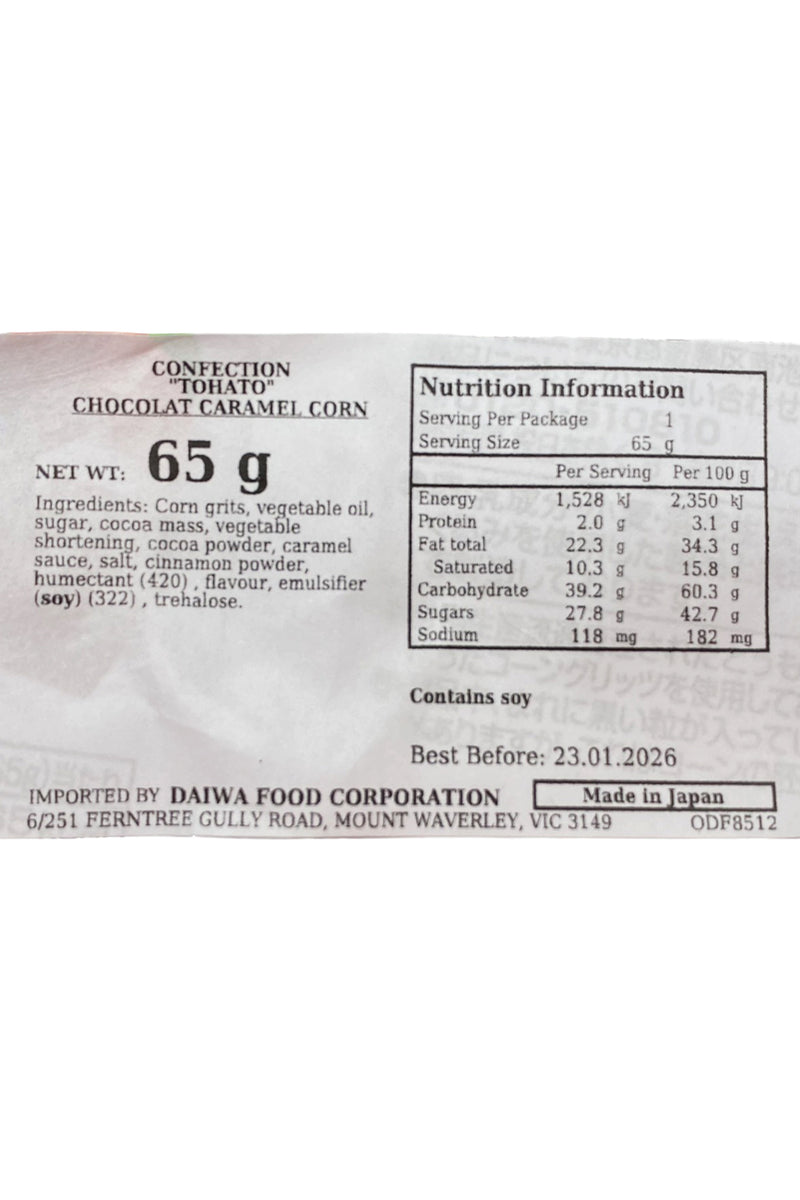 CONFECTION
"TOHATO"
CHOCOLAT CARAMEL CORN
NET WT: 65 g
Ingredients: Corn grits, vegetable oil,
sugar, cocoa mass, vegetable
shortening, cocoa powder, caramel
sauce, salt, cinnamon powder,
humectant (420) , flavour, emulsifier
(soy) (322) , trehalose.
Nutrition Information
Serving Per Package 1
Serving Size 65 g
Per Serving Per 100 g
Energy 1,528 kJ 2,350 kJ
Protein 2.0 g 3.1 g
Fat total 22.3 g 34.3 g
Saturated 10.3 g 15.8 g
Carbohydrate 39.2 g 60.3 g
Sugars 27.8 g 42.7 g
Sodium 118 mg 182 mg
Contains soy
Best Before: 23.01.2026
IMPORTED BY DAIWA FOOD CORPORATION
Made in Japan
6/251 FERNTREE GULLY ROAD, MOUNT WAVERLEY, VIC 3149
ODF8512